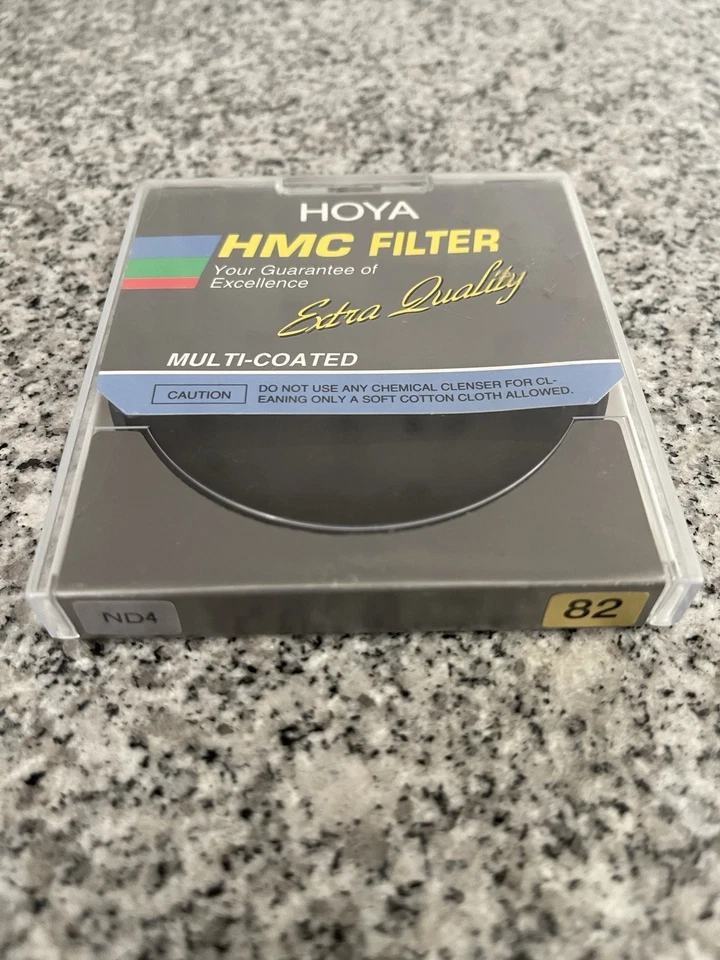 HOYA
HMC FILTER
Your Guarantee of
Excellence
Extra Quality
MULTI-COATED
CAUTION
DO NOT USE ANY CHEMICAL CLENSER FOR CL-
EANING ONLY A SOFT COTTON CLOTH ALLOWED.
ND4
82